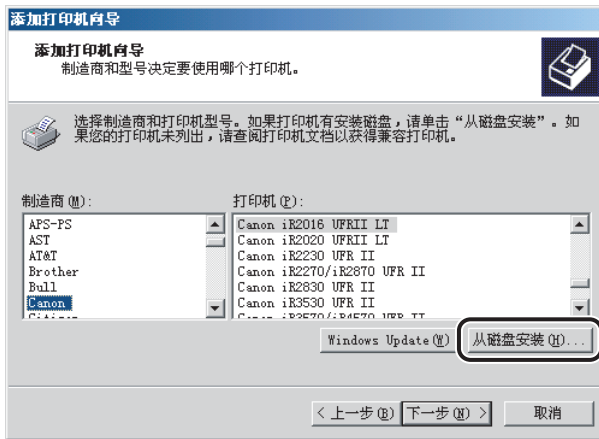 添加打印机向导
添加打印机向导
制造商和型号决定要使用哪个打印机。
选择制造商和打印机型号。如果打印机有安装磁盘，请单击“从磁盘安装”。如
果您的打印机未列出，请查阅打印机文档以获得兼容打印机。
制造商(M):
打印机(P):
APS-PS
AST
AT&T
Brother
Bull
Canon
Canon iR2016 UFRII LT
Canon iR2020 UFRII LT
Canon iR2230 UFR II
Canon iR2270/iR2870 UFR II
Canon iR2830 UFR II
Canon iR3530 UFR II
Windows Update(W)
从磁盘安装(H)...
< 上一步(B)
下一步(N) >
取消